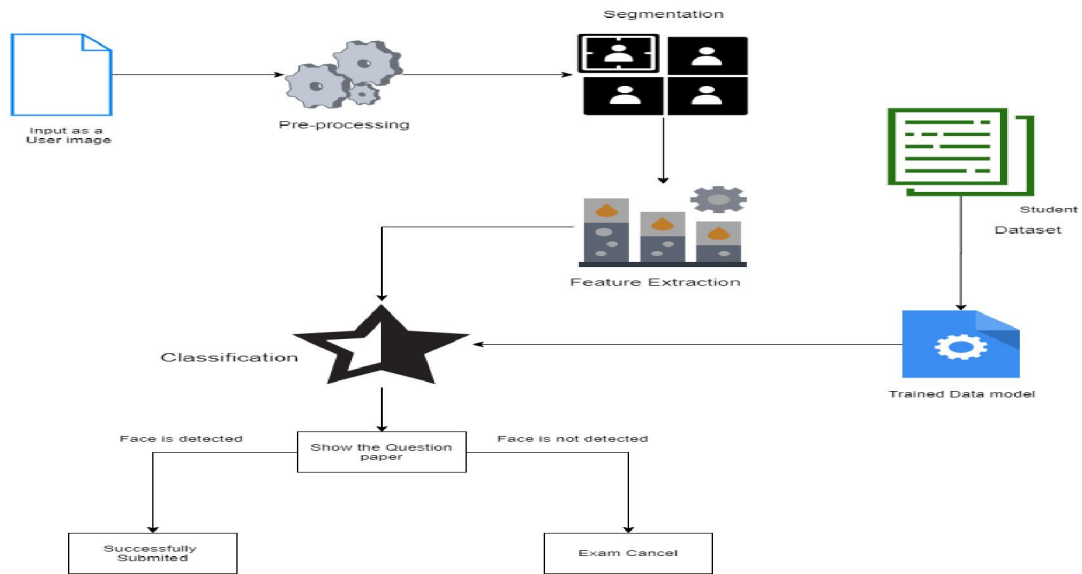 Segmentation
Input as a
User image
Pre-processing
Student
Dataset
Feature Extraction
Classification
Trained Data model
Face is detected
Show the Question
paper
Face is not detected
Successfully
Submited
Exam Cancel